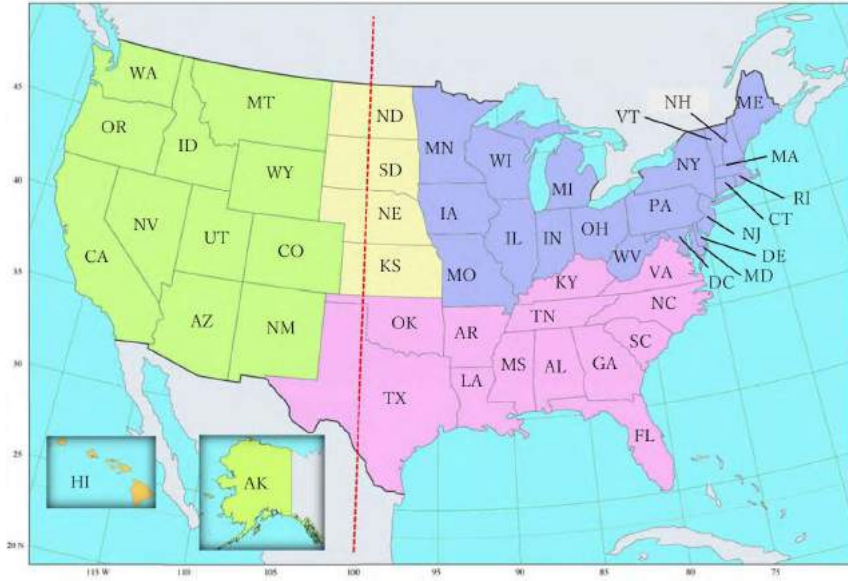 45
40
35
30
25
20 N
WA
OR
MT
ID
WY
NV
UT
CO
CA
AZ
NM
ND
SD
NE
KS
OK
TX
MN
WI
MI
IA
IL
IN
OH
MO
WV
PA
NY
VT
NH
ME
MA
RI
CT
NJ
DE
MD
DC
KY
VA
TN
NC
SC
AR
LA
MS
AL
GA
FL
HI
AK
115 W
110
105
100
95
90
85
80
75